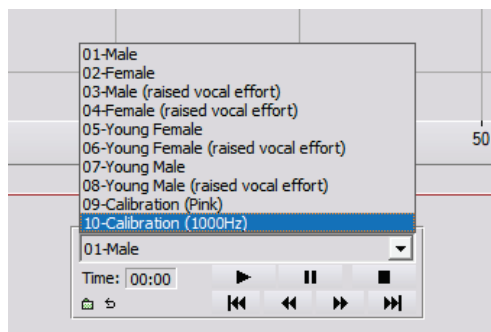 01-Male
02-Female
03-Male (raised vocal effort)
04-Female (raised vocal effort)
05-Young Female
06-Young Female (raised vocal effort)
07-Young Male
08-Young Male (raised vocal effort)
09-Calibration (Pink)
10-Calibration (1000Hz)
50
01-Male
Time: 00:00